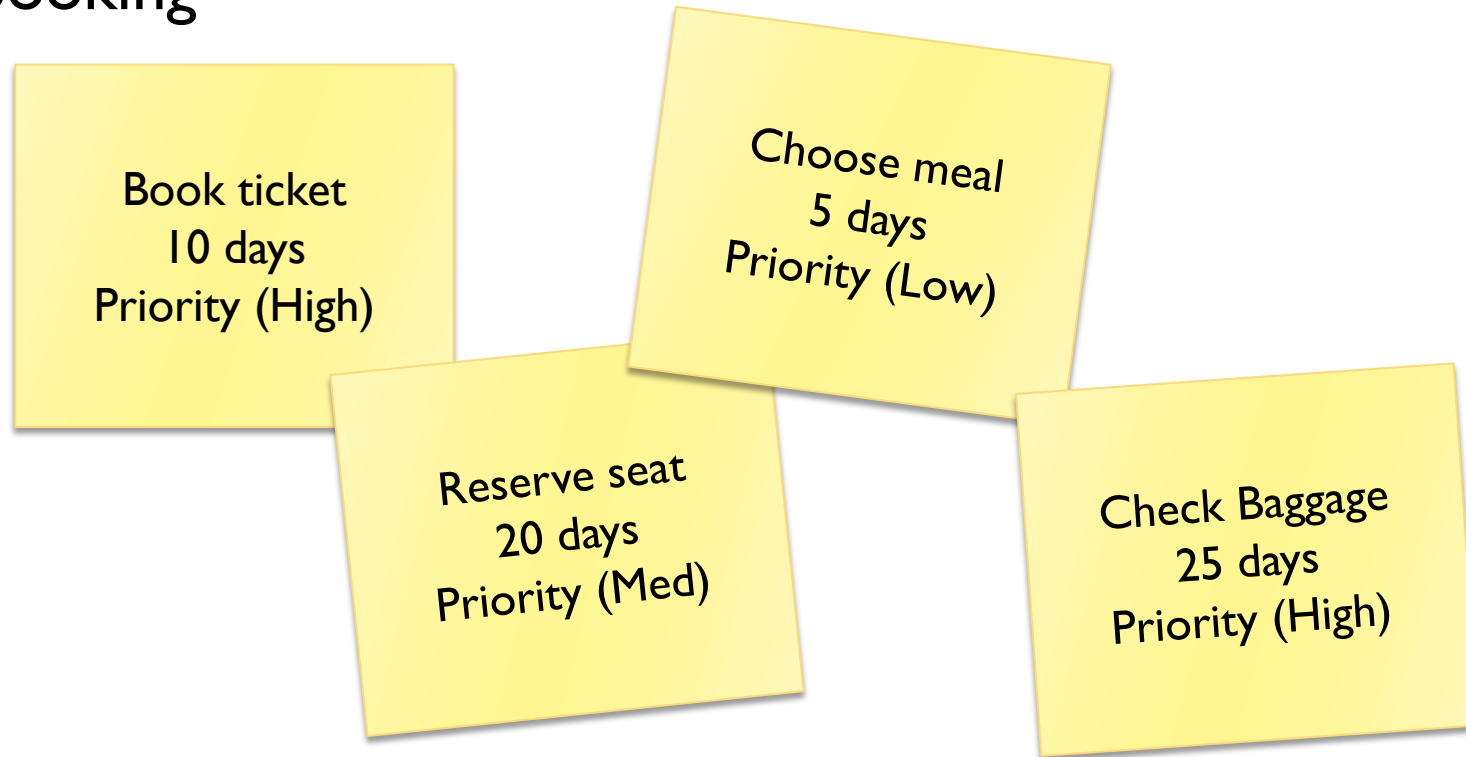 booking
Book ticket
10 days
Priority (High)
Choose meal
5 days
Priority (Low)
Reserve seat
20 days
Priority (Med)
Check Baggage
25 days
Priority (High)